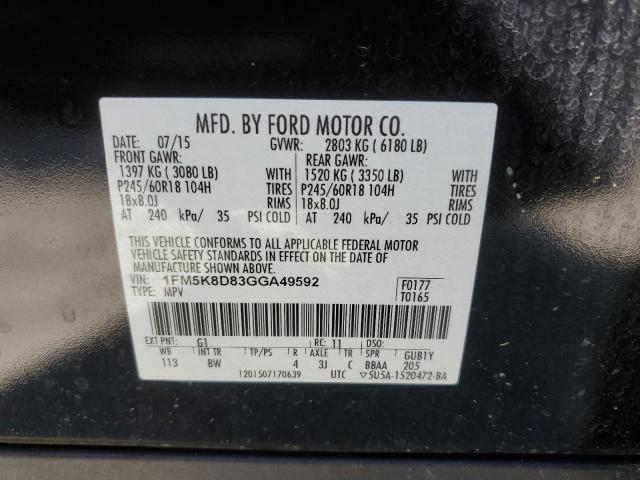 MFD. BY FORD MOTOR CO.
DATE: 07/15 GVWR: 2803 KG ( 6180 LB)
FRONT GAWR: REAR GAWR:
1397 KG ( 3080 LB) WITH 1520 KG ( 3350 LB) WITH
P245/60R18 104H TIRES P245/60R18 104H TIRES
18x8.0J RIMS 18x8.0J RIMS
AT 240 kPa/ 35 PSI COLD AT 240 kPa/ 35 PSI COLD
THIS VEHICLE CONFORMS TO ALL APPLICABLE FEDERAL MOTOR
VEHICLE SAFETY STANDARDS IN EFFECT ON THE DATE OF
MANUFACTURE SHOWN ABOVE.
VIN: 1FM5K8D83GGA49592 F0177
TYPE: MPV T0165
EXT PNT: G1 RC: 11 DSO:
WB INT TR TP/PS R AXLE TR SPR GUB1Y
113 BW 4 3J C BBAA 205
1201507170639 UTC ▽5U5A-1520472-BA